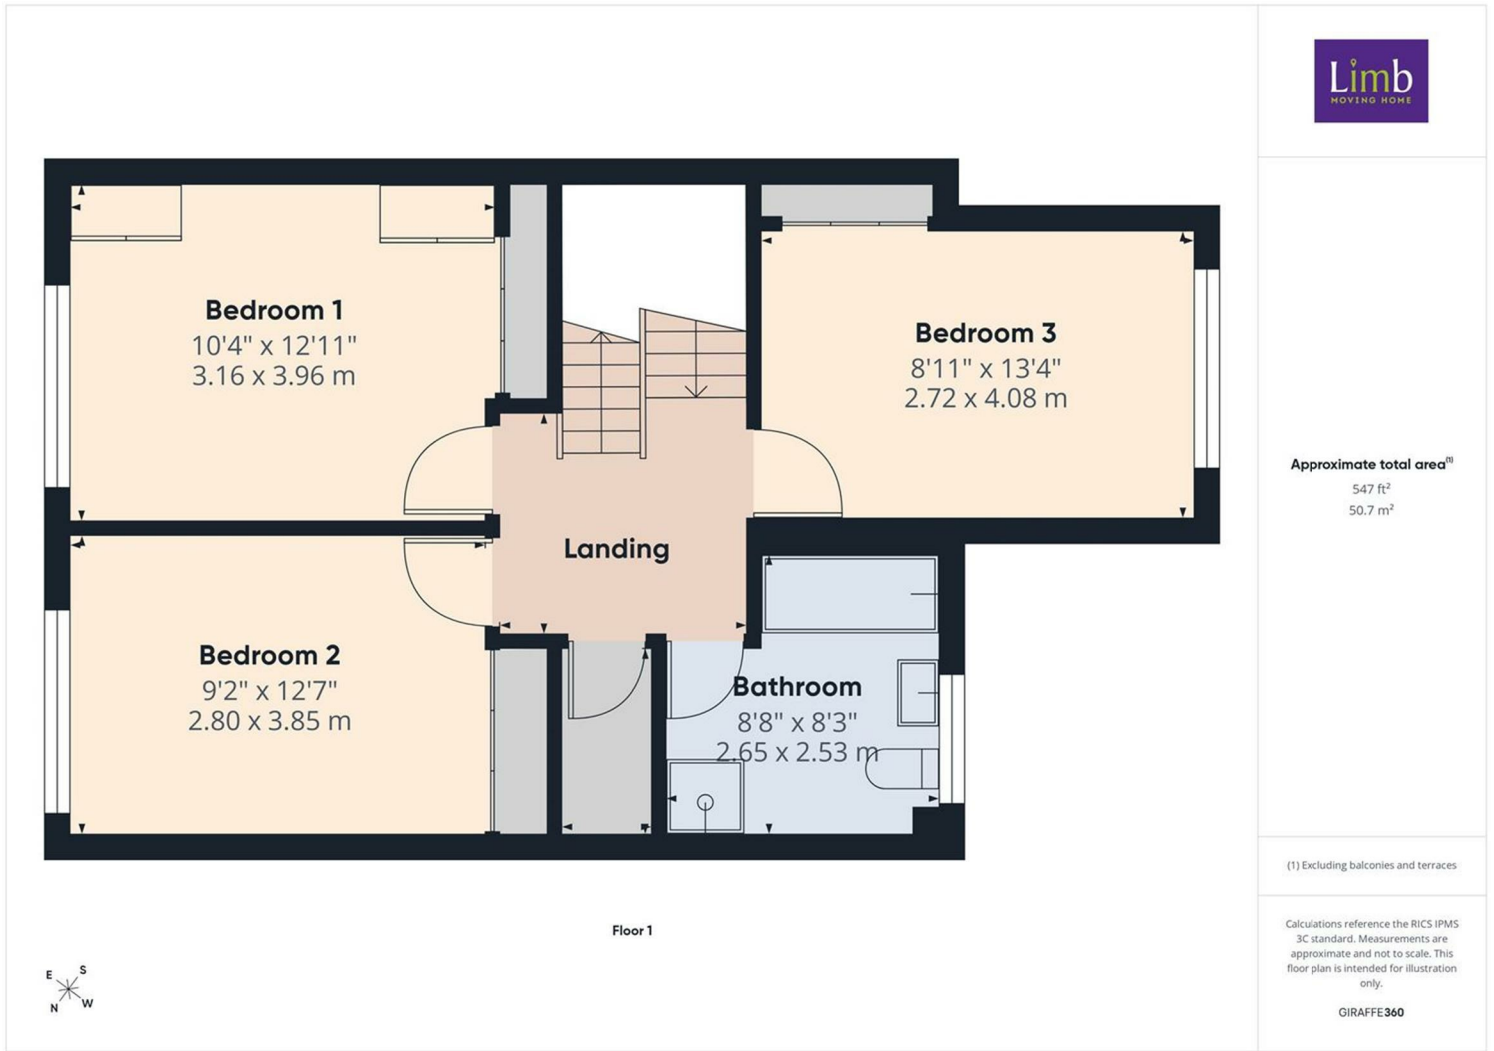 Limb
MOVING HOME
Bedroom 1
10'4" x 12'11"
3.16 x 3.96 m
Bedroom 3
8'11" x 13'4"
2.72 x 4.08 m
Landing
Bedroom 2
9'2" x 12'7"
2.80 x 3.85 m
Bathroom
8'8" x 8'3"
2.65 x 2.53 m
Floor 1
E S
N W
Approximate total area(1)
547 ft²
50.7 m²
(1) Excluding balconies and terraces
Calculations reference the RICS IPMS
3C standard. Measurements are
approximate and not to scale. This
floor plan is intended for illustration
only.
GIRAFFE360